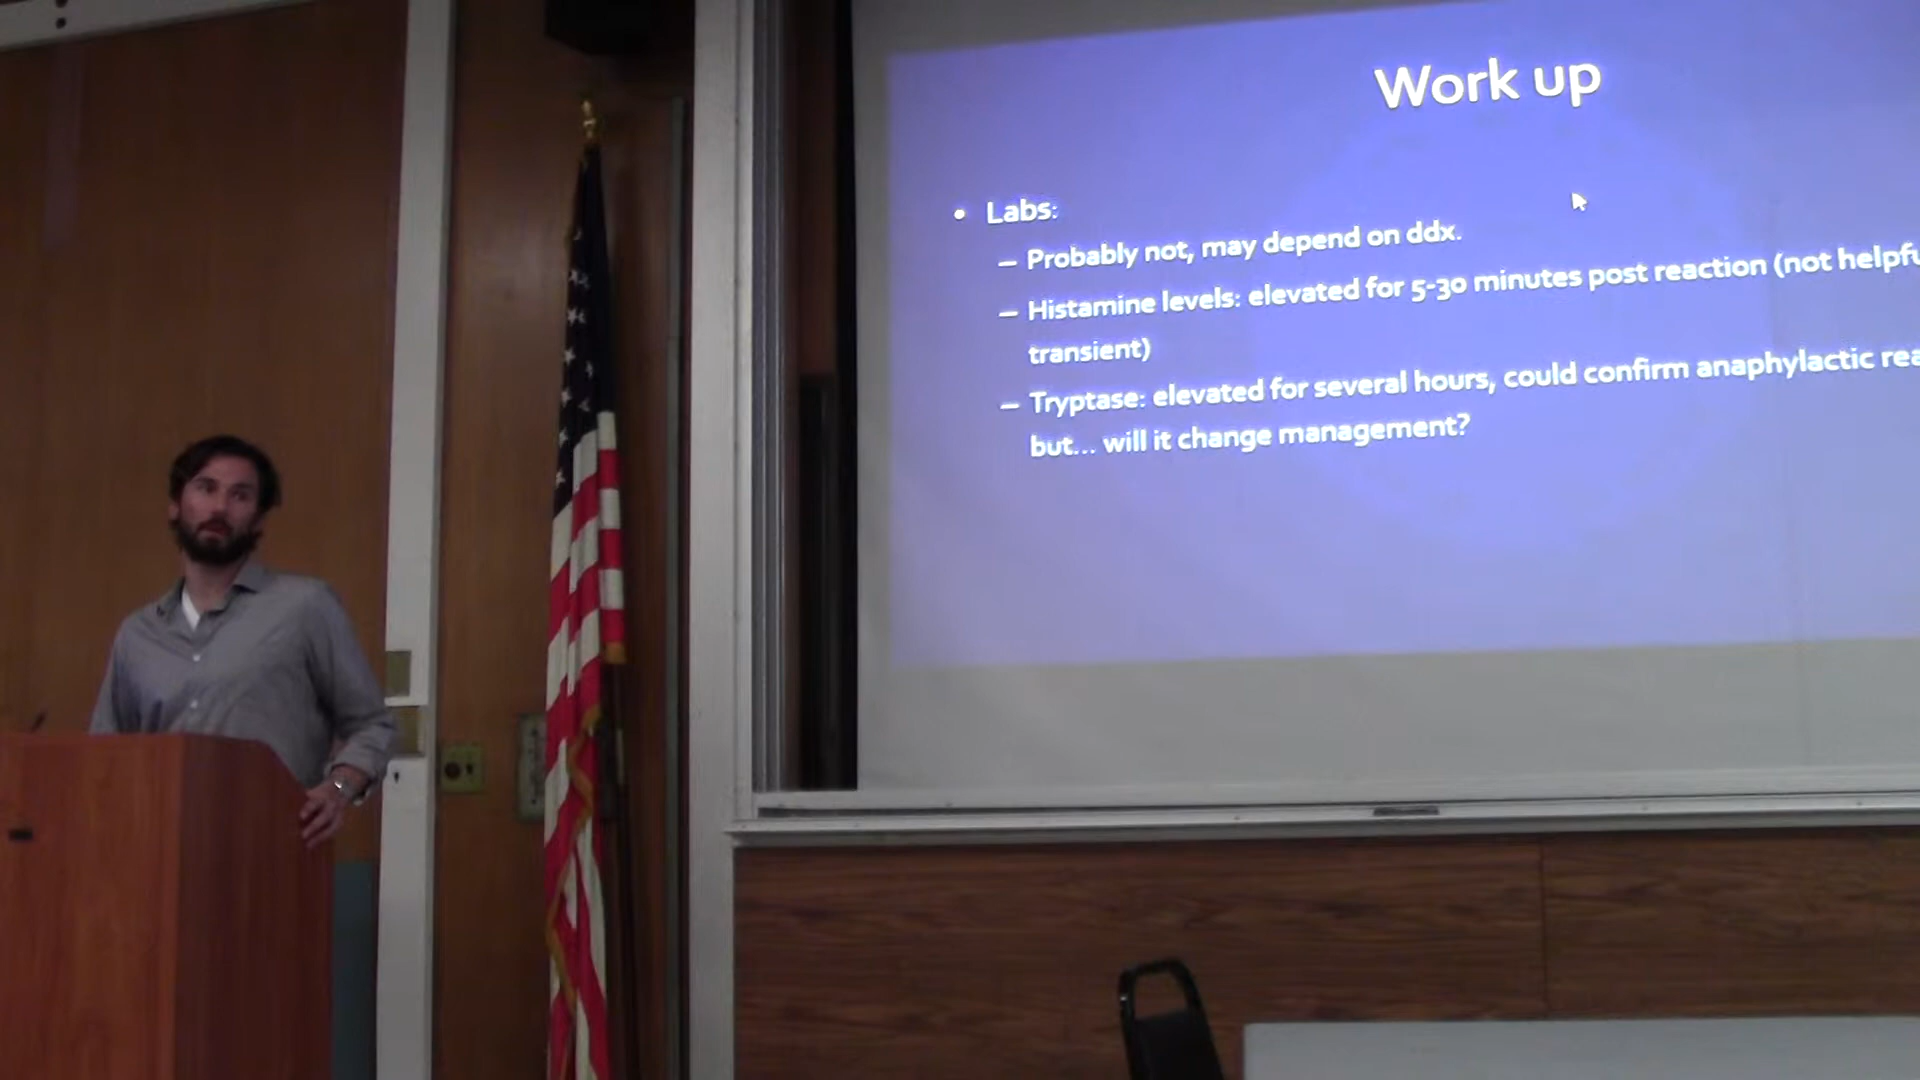 Work up
• Labs:
– Probably not, may depend on ddx.
– Histamine levels: elevated for 5-30 minutes post reaction (not
transient)
– Tryptase: elevated for several hours, could confirm anaphylactic
but... will it change management?